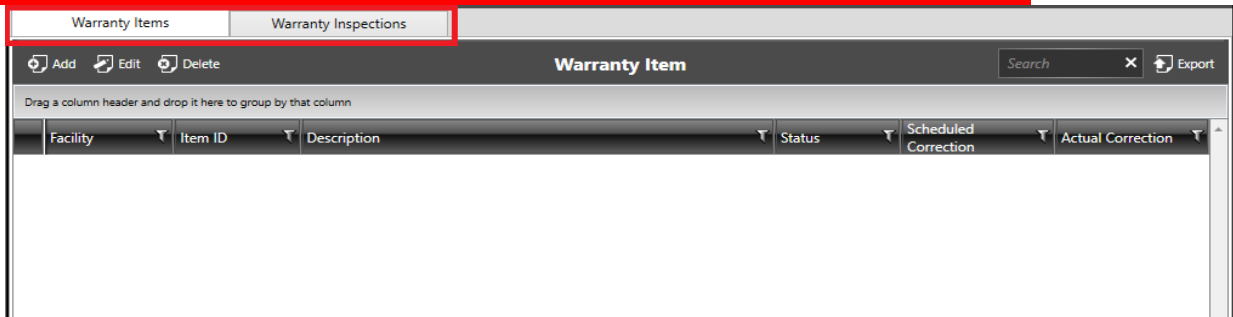 Warranty Items Warranty Inspections
Add Edit Delete Warranty Item Search Export
Drag a column header and drop it here to group by that column
Facility Item ID Description Status Scheduled Correction Actual Correction